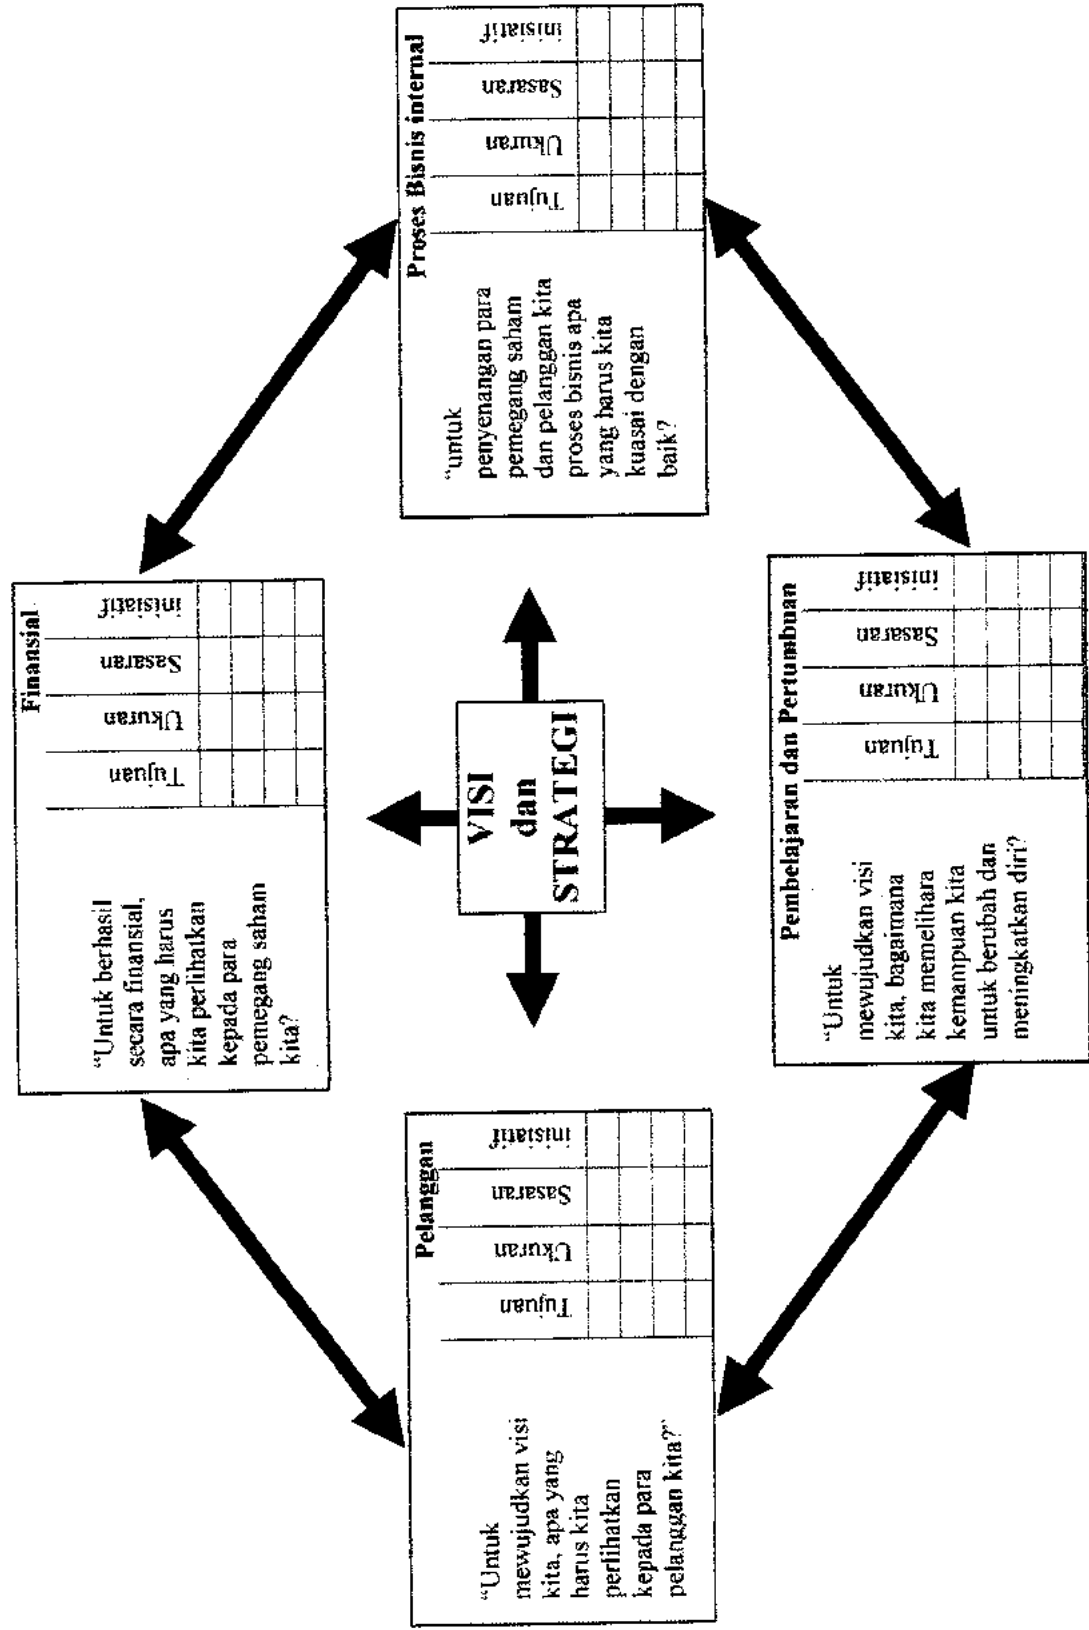 Finansial
"Untuk berhasil
secara finansial,
apa yang harus
kita perlihatkan
kepada para
pemegang saham
kita?
Tujuan
Ukuran
Sasaran
inisiatif
Pelanggan
"Untuk
mewujudkan visi
kita, apa yang
harus kita
perlihatkan
kepada para
pelanggan kita?"
Tujuan
Ukuran
Sasaran
inisiatif
VISI
dan
STRATEGI
Proses Bisnis internal
"untuk
penyenangan para
pemegang saham
dan pelanggan kita
proses bisnis apa
yang harus kita
kuasai dengan
baik?
Tujuan
Ukuran
Sasaran
inisiatif
Pembelajaran dan Pertumbuan
"Untuk
mewujudkan visi
kita, bagaimana
kita memelihara
kemampuan kita
untuk berubah dan
meningkatkan diri?
Tujuan
Ukuran
Sasaran
inisiatif